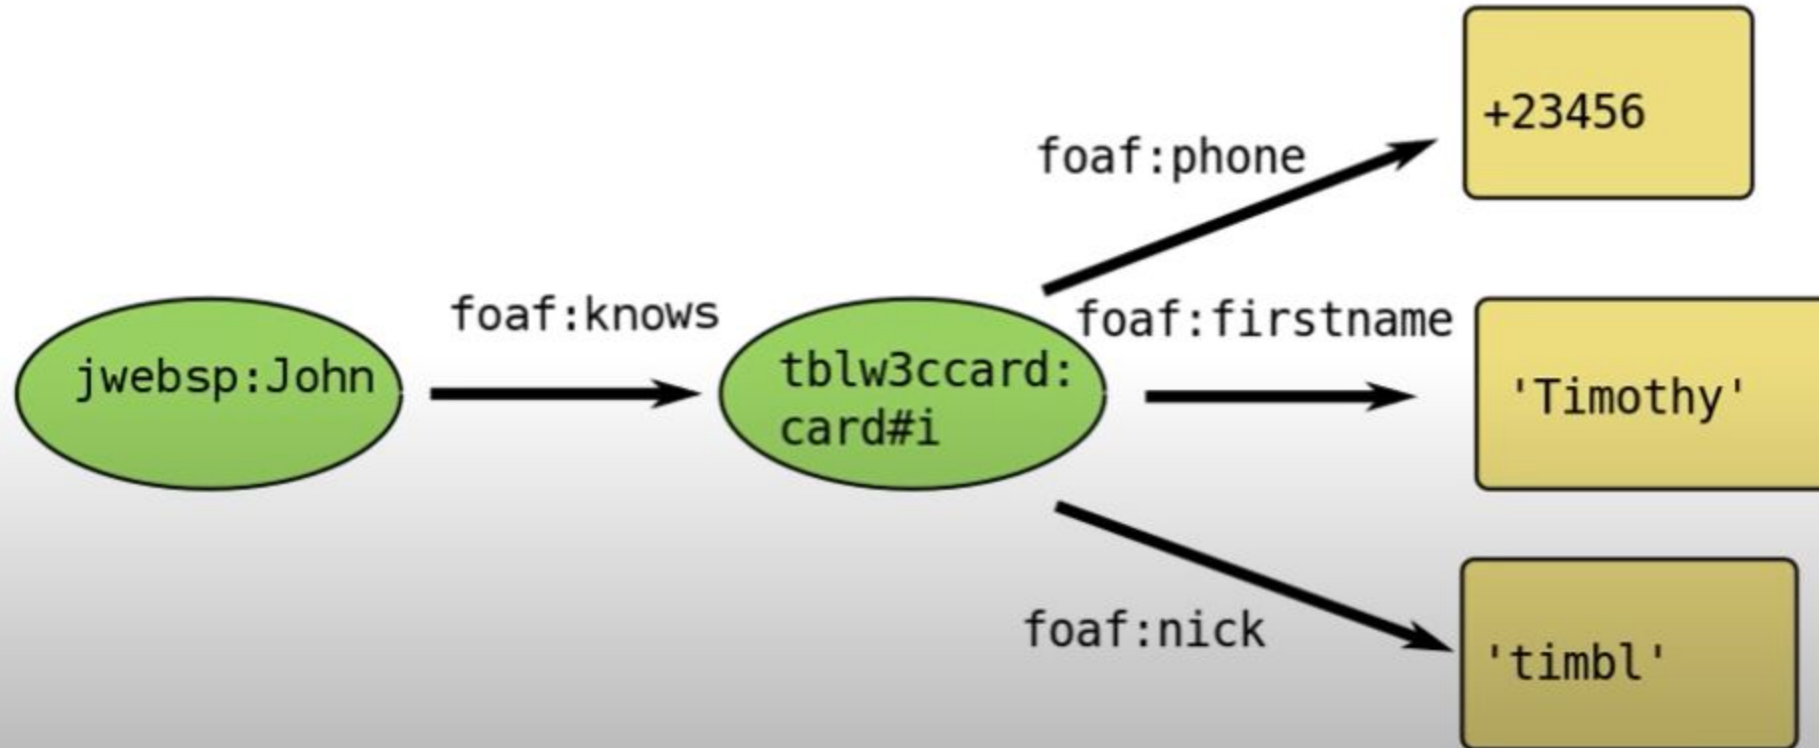 +23456
foaf:phone
foaf:knows
foaf:firstname
jwebsp:John
tblw3ccard:
card#i
'Timothy'
foaf:nick
'timbl'